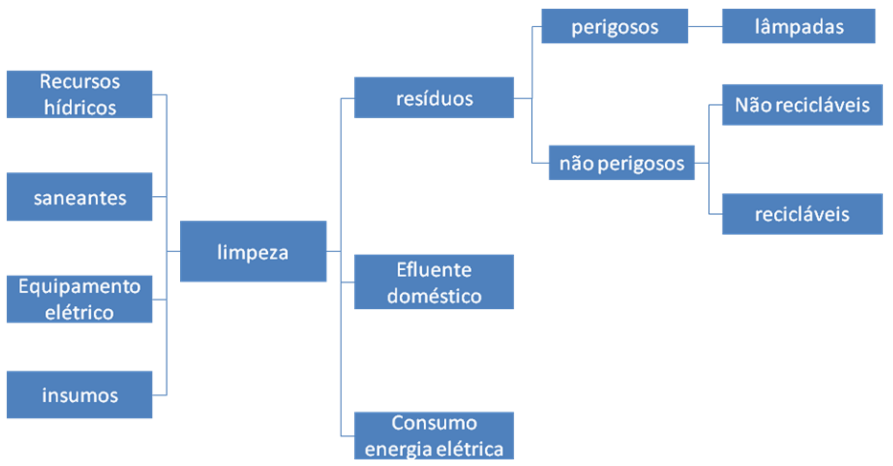 Recursos
hídricos
saneantes
Equipamento
elétrico
insumos
limpeza
resíduos
Efluente
doméstico
Consumo
energia elétrica
perigosos
não perigosos
lâmpadas
Não recicláveis
recicláveis